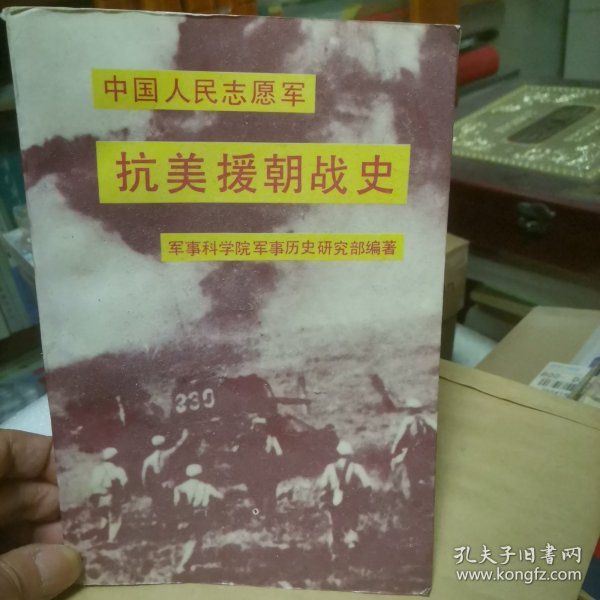 中国人民志愿军
抗美援朝战史
军事科学院军事历史研究部编著
孔夫子旧书网
www.kongfz.com